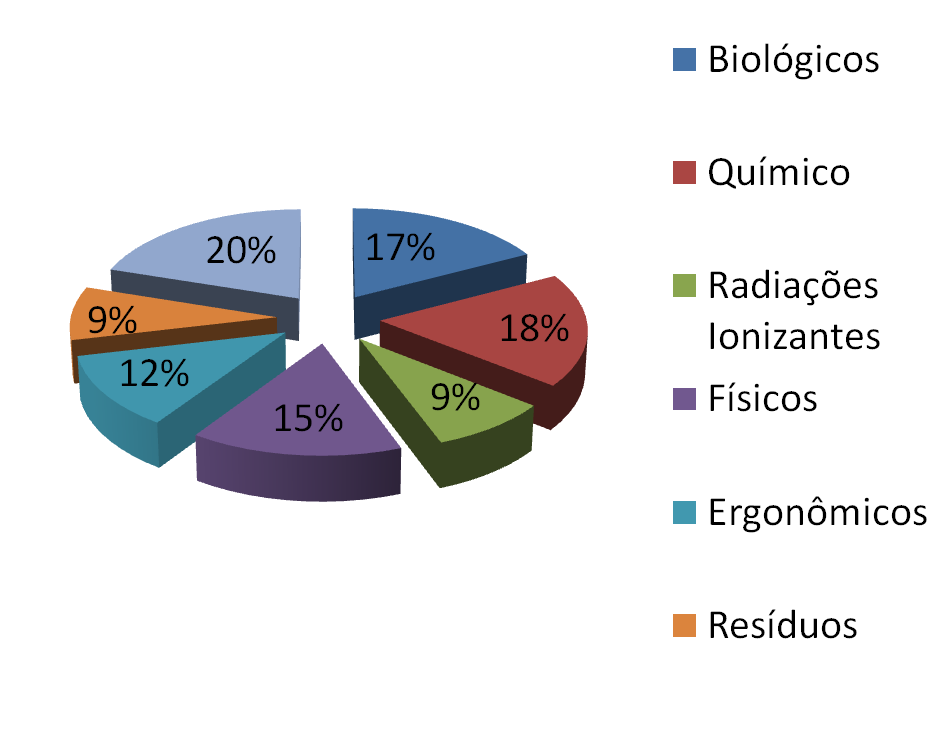 20%
17%
9%
18%
12%
9%
15%
Biológicos
Químico
Radiações
Ionizantes
Físicos
Ergonômicos
Resíduos